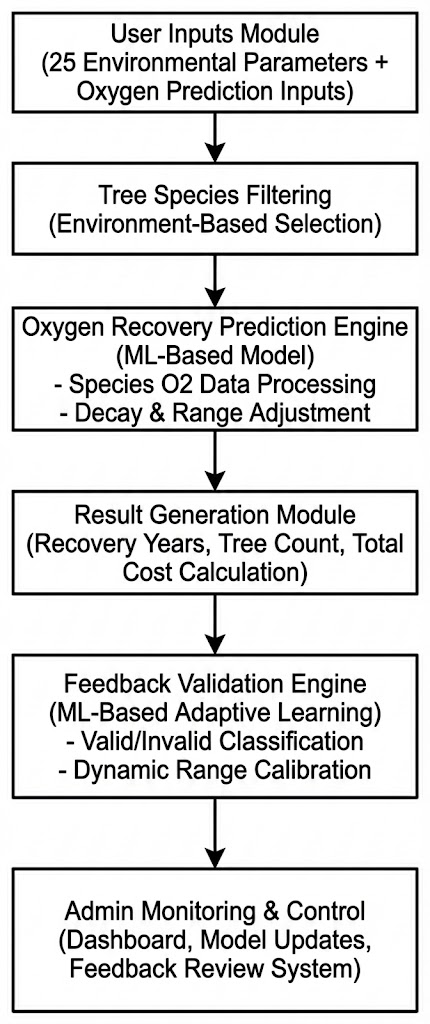 User Inputs Module
(25 Environmental Parameters +
Oxygen Prediction Inputs)
Tree Species Filtering
(Environment-Based Selection)
Oxygen Recovery Prediction Engine
(ML-Based Model)
- Species O2 Data Processing
- Decay & Range Adjustment
Result Generation Module
(Recovery Years, Tree Count, Total
Cost Calculation)
Feedback Validation Engine
(ML-Based Adaptive Learning)
- Valid/Invalid Classification
- Dynamic Range Calibration
Admin Monitoring & Control
(Dashboard, Model Updates,
Feedback Review System)